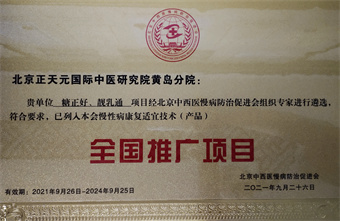 北京正天元国际中医研究院黄岛分院：
贵单位 糖正好、靓乳通 项目经北京中西医慢病防治促进会组织专家进行遴选，
符合要求，已列入本会慢性病康复适宜技术（产品）
全国推广项目
北京中西医慢病防治促进会
有效期：2021年9月26日-2024年9月25日
二〇二一年九月二十六日